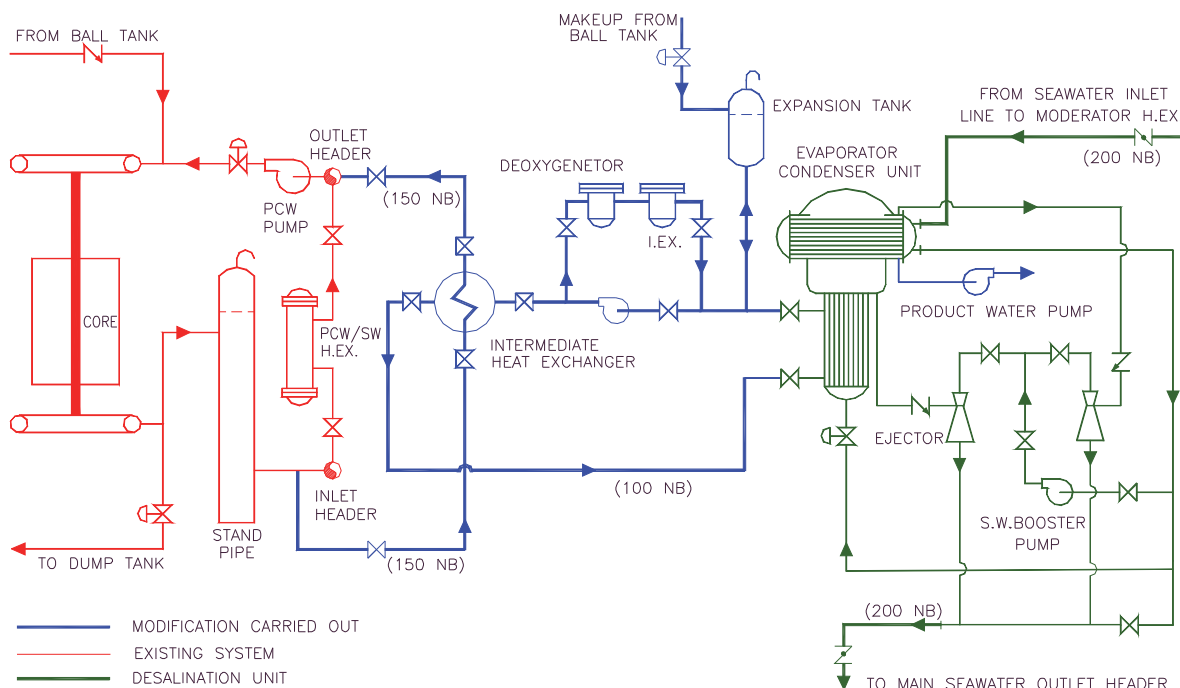 MAKEUP FROM
BALL TANK
FROM BALL TANK
EXPANSION TANK
FROM SEAWATER INLET
LINE TO MODERATOR H.EX
(200 NB)
OUTLET
HEADER
DEOXYGENETOR
EVAPORATOR
CONDENSER UNIT
(150 NB)
PCW
PUMP
I.EX.
CORE
PCW/SW
H.EX.
INTERMEDIATE
HEAT EXCHANGER
PRODUCT WATER PUMP
EJECTOR
(100 NB)
INLET
HEADER
S.W.BOOSTER
PUMP
STAND
PIPE
TO DUMP TANK
(150 NB)
(200 NB)
MODIFICATION CARRIED OUT
EXISTING SYSTEM
DESALINATION UNIT
TO MAIN SEAWATER OUTLET HEADER